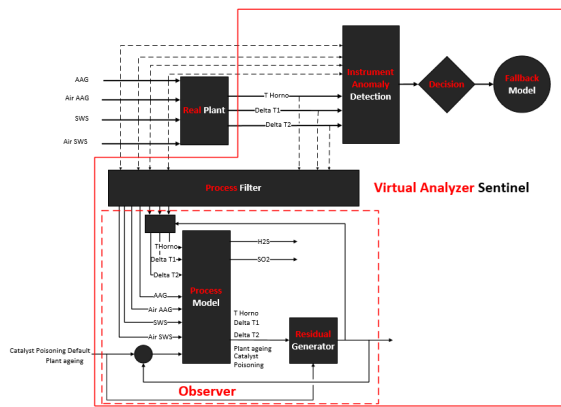 AAG
Air AAG
SWS
Air SWS
Real Plant
T Horno
Delta T1
Delta T2
Instrument
Anomaly
Detection
Decision
Fallback
Model
Process Filter
Virtual Analyzer Sentinel
THorno
Delta T1
Delta T2
AAG
Air AAG
SWS
Air SWS
Process
Model
H2S
SO2
T Horno
Delta T1
Delta T2
Plant ageing
Catalyst
Poisoning
Residual
Generator
Catalyst Poisoning Default
Plant ageing
Observer